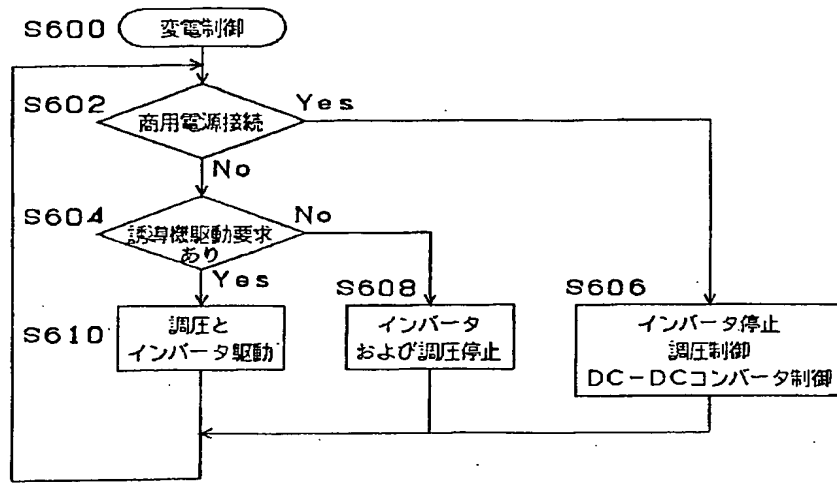 S600
変電制御
S602
商用電源接続
Yes
No
S604
誘導機駆動要求
あり
No
Yes
S610
調圧と
インバータ駆動
S608
インバータ
および調圧停止
S606
インバータ停止
調圧制御
DC-DCコンバータ制御